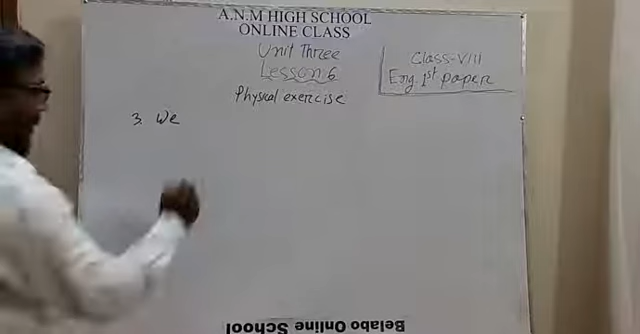 A.N.M HIGH SCHOOL
ONLINE CLASS
Unit Three
Lesson 6
Physical exercise
Class-VIII
Eng 1st paper
3. We
Belabo Online School